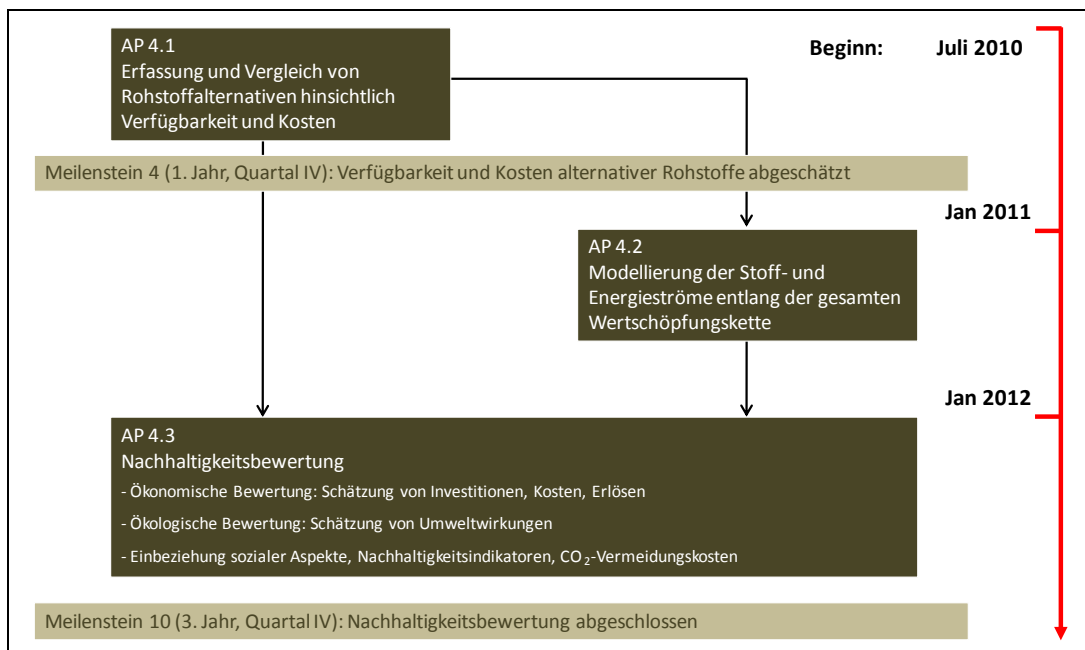 AP 4.1
Erfassung und Vergleich von
Rohstoffalternativen hinsichtlich
Verfügbarkeit und Kosten
Beginn: Juli 2010
Meilenstein 4 (1. Jahr, Quartal IV): Verfügbarkeit und Kosten alternativer Rohstoffe abgeschätzt
Jan 2011
AP 4.2
Modellierung der Stoff- und
Energieströme entlang der gesamten
Wertschöpfungskette
Jan 2012
AP 4.3
Nachhaltigkeitsbewertung
- Ökonomische Bewertung: Schätzung von Investitionen, Kosten, Erlösen
- Ökologische Bewertung: Schätzung von Umweltwirkungen
- Einbeziehung sozialer Aspekte, Nachhaltigkeitsindikatoren, CO₂-Vermeidungskosten
Meilenstein 10 (3. Jahr, Quartal IV): Nachhaltigkeitsbewertung abgeschlossen